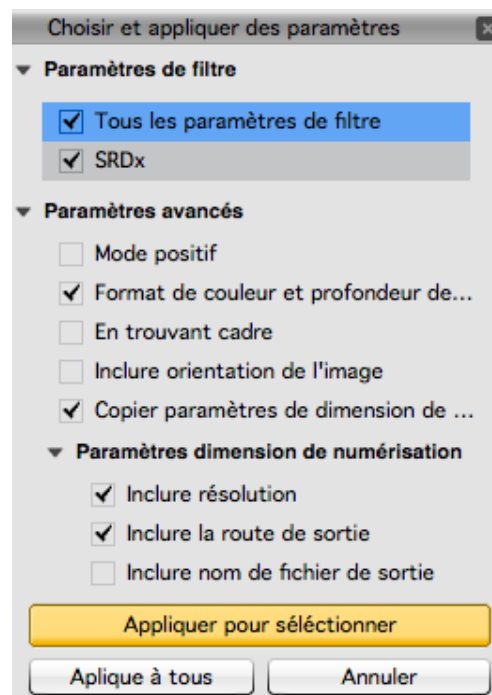 Choisir et appliquer des paramètres
Paramètres de filtre
Tous les paramètres de filtre
SRDx
Paramètres avancés
Mode positif
Format de couleur et profondeur de...
En trouvant cadre
Inclure orientation de l'image
Copier paramètres de dimension de ...
Paramètres dimension de numérisation
Inclure résolution
Inclure la route de sortie
Inclure nom de fichier de sortie
Appliquer pour séléctionner
Aplique à tous
Annuler